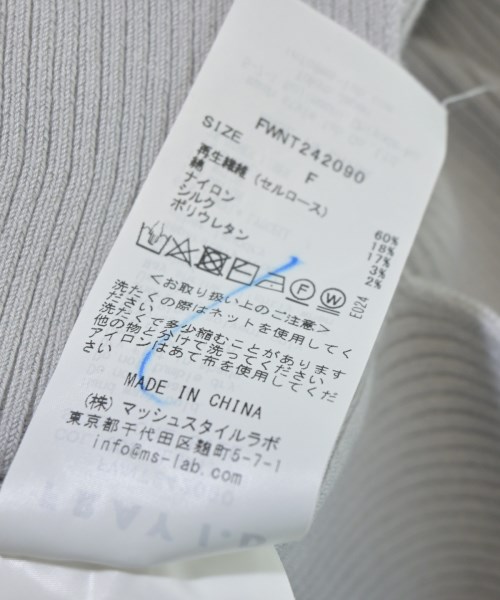 FWNT242090
SIZE F
再生繊維(セルロース) 60%
綿 18%
ナイロン 17%
シルク 3%
ポリウレタン 2%
F W E024
<お取り扱い上のご注意>
洗たくの際はネットを使用してく
ださい
洗たくで多少縮むことがあります
他の物と分けて洗ってください
アイロンはあて布を使用してくだ
さい
MADE IN CHINA
(株)マッシュスタイルラボ
東京都千代田区麹町5-7-1
info@ms-lab.com
FRAY I.D